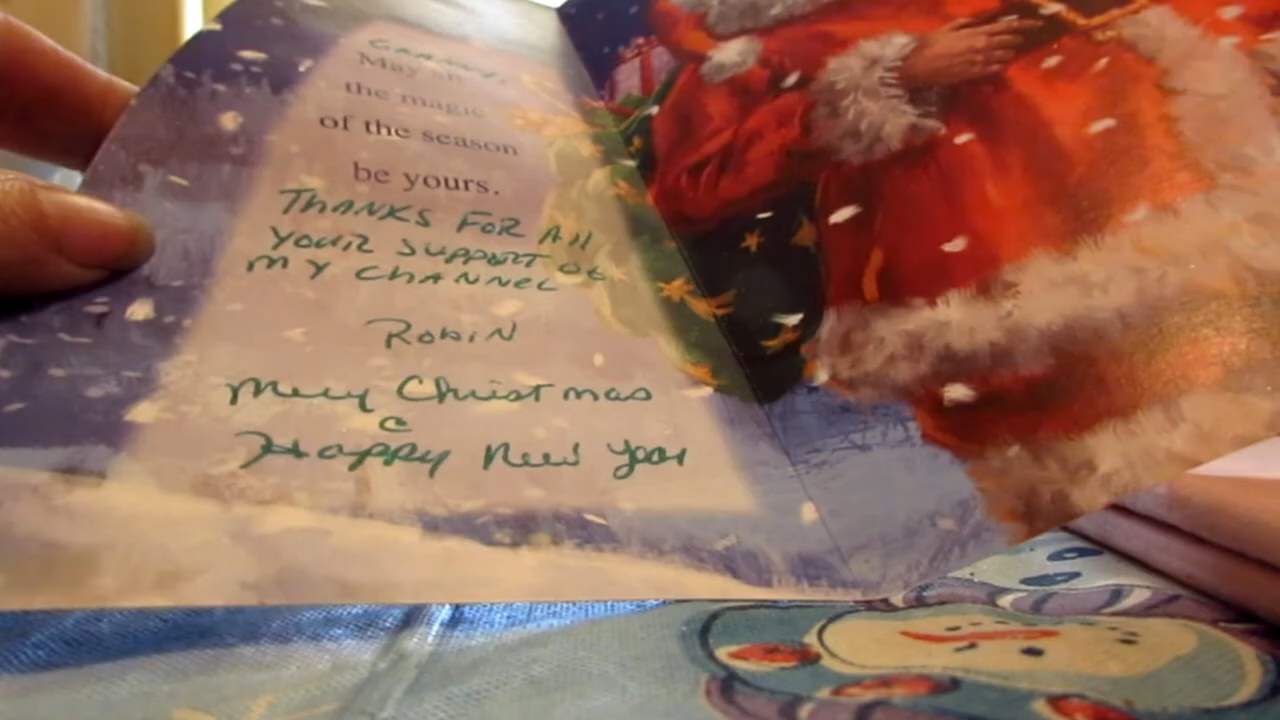 May
the magic
of the season
be yours.
THANKS FOR All
YOUR SUPPORT OF
MY CHANNEL
RobiN
Merry Christmas
&
Happy New Year